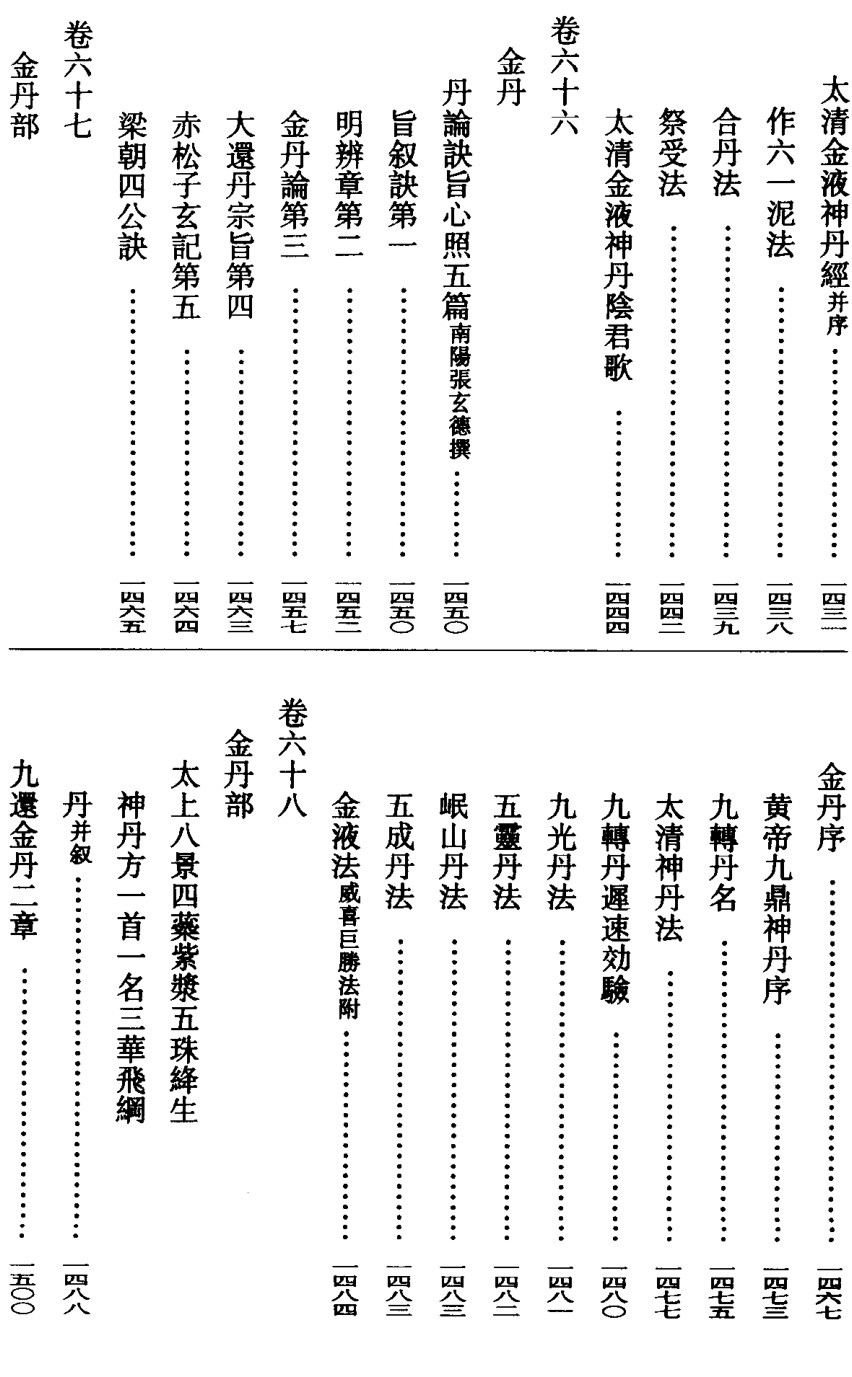 太清金液神丹經并序……………一四三一
作六一泥法……………一四三八
合丹法……………一四三九
祭受法……………一四四二
太清金液神丹陰君歌……………一四四四
卷六十六
金丹
丹論訣旨心照五篇南陽張玄德撰……………一四五〇
旨叙訣第一……………一四五〇
明辨章第二……………一四五二
金丹論第三……………一四五七
大還丹宗旨第四……………一四六三
赤松子玄記第五……………一四六四
梁朝四公訣……………一四六五
卷六十七
金丹部
金丹序……………一四六七
黄帝九鼎神丹序……………一四七三
九轉丹名……………一四七五
太清神丹法……………一四七七
九轉丹遲速効驗……………一四八〇
九光丹法……………一四八一
五靈丹法……………一四八二
岷山丹法……………一四八三
五成丹法……………一四八三
金液法威喜巨勝法附……………一四八四
卷六十八
金丹部
太上八景四蘂紫漿五珠絳生
神丹方一首一名三華飛綱
丹并叙……………一四八八
九還金丹二章……………一五〇〇